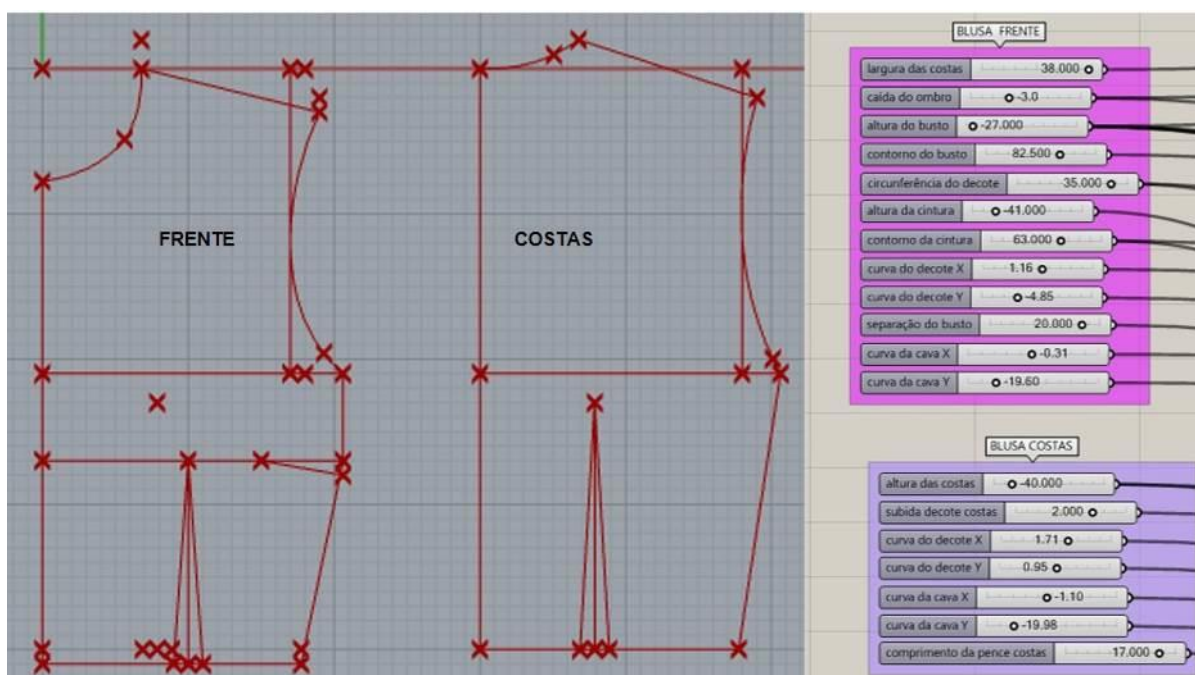 FRENTE
COSTAS
BLUSA FRENTE
largura das costas 38.000
caída do ombro -3.0
altura do busto -27.000
contorno do busto 82.500
circunferência do decote 35.000
altura da cintura -41.000
contorno da cintura 63.000
curva do decote X 1.16
curva do decote Y -4.85
separação do busto 20.000
curva da cava X -0.31
curva da cava Y -19.60
BLUSA COSTAS
altura das costas -40.000
subida decote costas 2.000
curva do decote X 1.71
curva do decote Y 0.95
curva da cava X -1.10
curva da cava Y -19.98
comprimento da pence costas -17.000